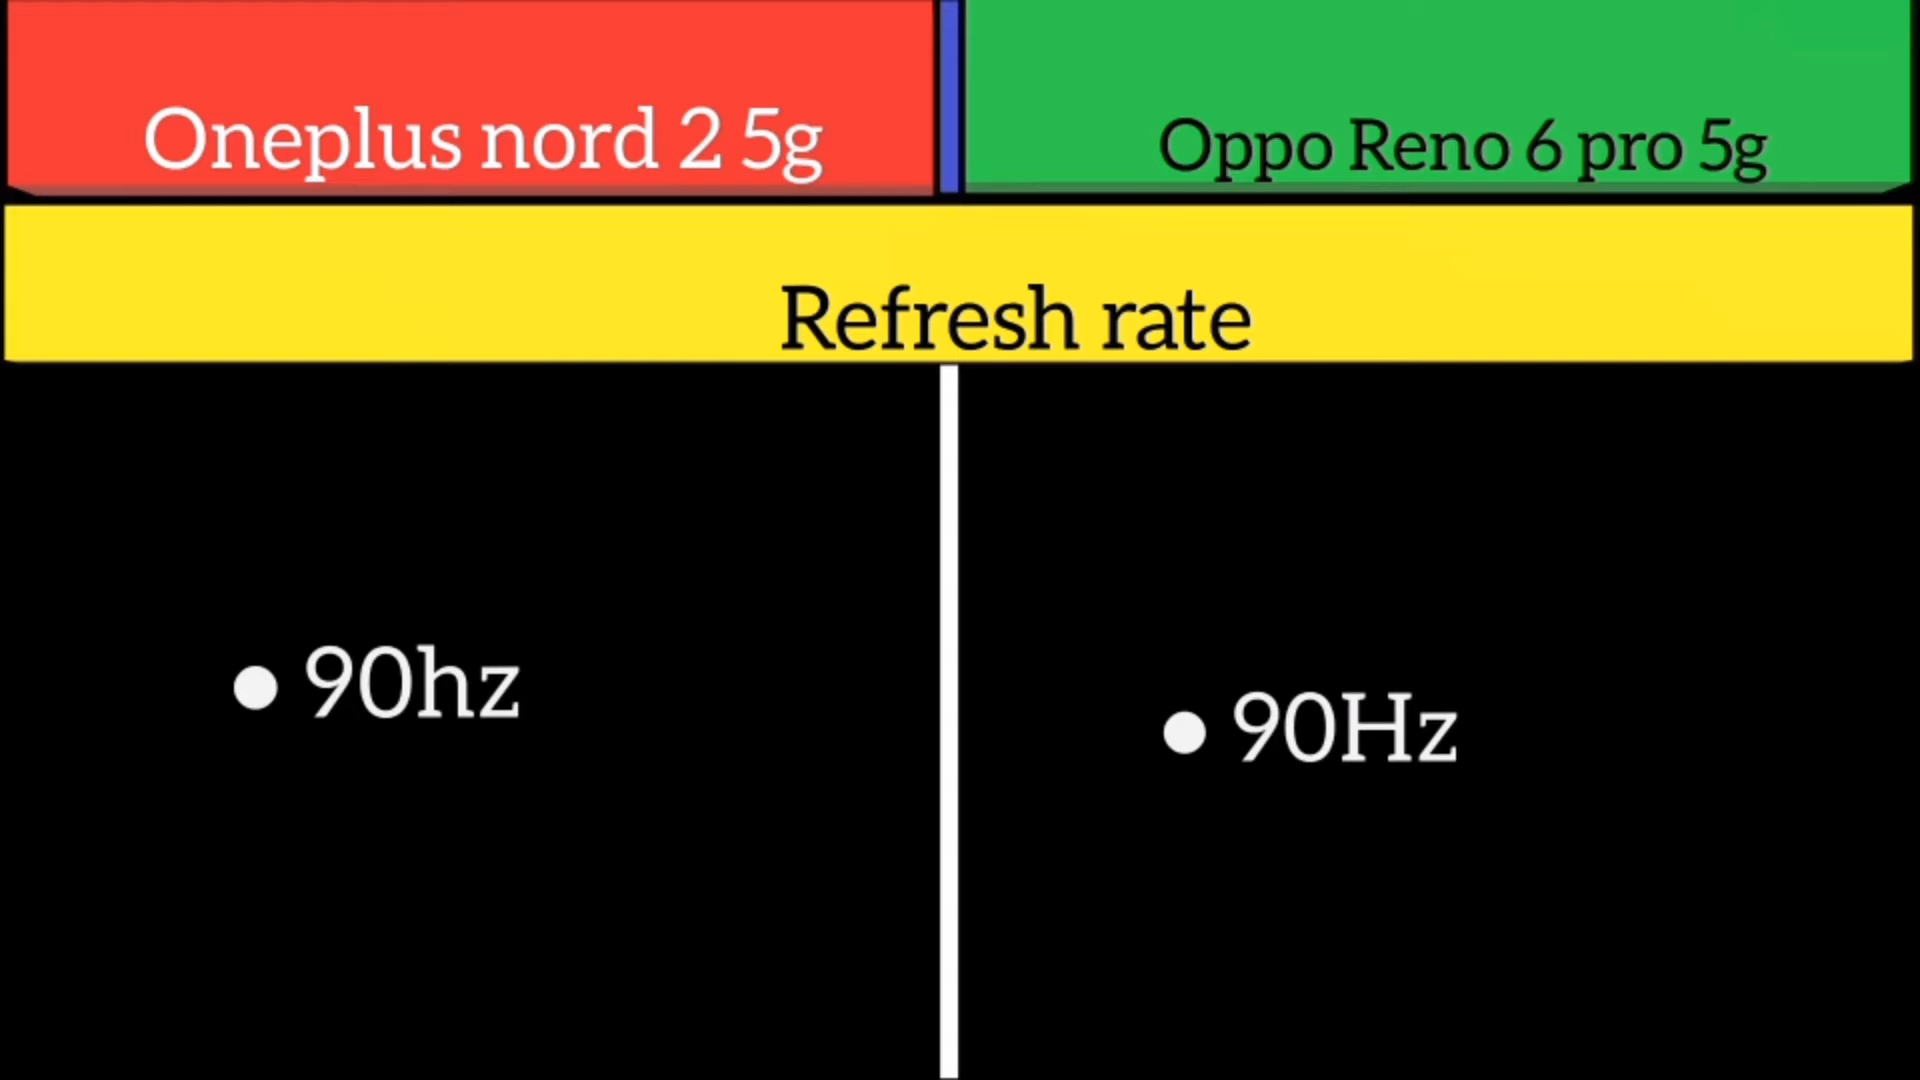 Oneplus nord 2 5g
Oppo Reno 6 pro 5g
Refresh rate
● 90hz
● 90Hz